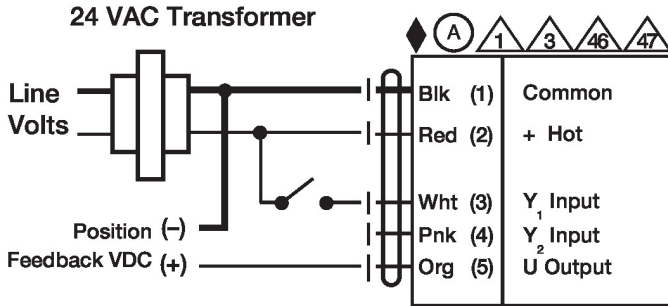 24 VAC Transformer
A 1 3 46 47
Line
Volts
Blk (1) Common
Red (2) + Hot
Wht (3) Y1 Input
Pnk (4) Y2 Input
Org (5) U Output
Position (-)
Feedback VDC (+)